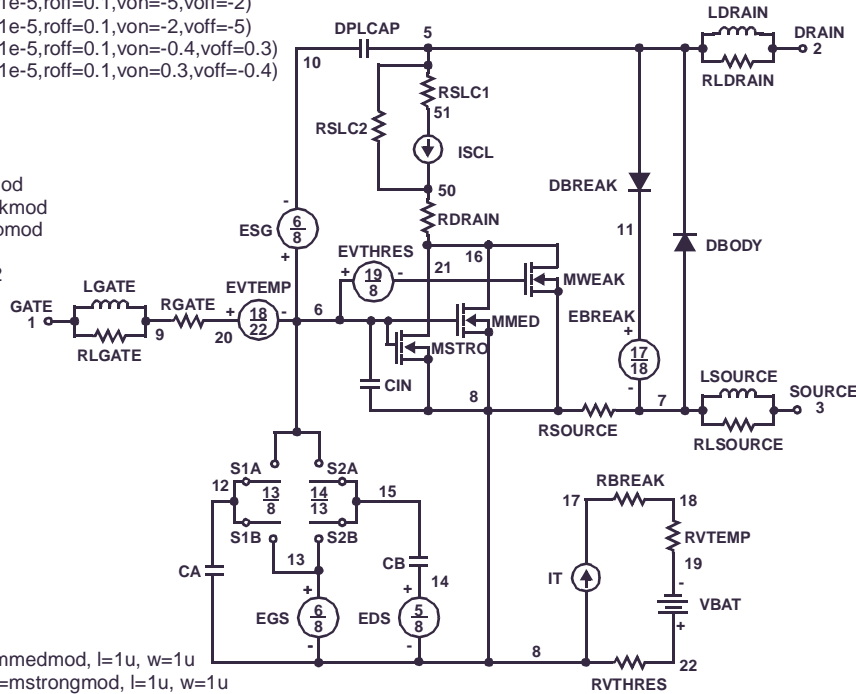 1e-5,roff=0.1,von=-5,voff=-2)
1e-5,roff=0.1,von=-2,voff=-5)
1e-5,roff=0.1,von=-0.4,voff=0.3)
1e-5,roff=0.1,von=0.3,voff=-0.4)
LDRAIN
DPLCAP
5
DRAIN
2
10
RLDRAIN
RSLC1
51
RSLC2
ISCL
od
kmod
omod
50
DBREAK
RDRAIN
ESG
6
8
-
+
11
DBODY
EVTHRES
16
21
+
19
8
-
MWEAK
LGATE
EVTEMP
GATE
1
RGATE
+
18
22
-
6
MMED
EBREAK
+
9
20
MSTRO
17
18
-
RLGATE
CIN
LSOURCE
8
7
SOURCE
3
RSOURCE
RLSOURCE
S1A
S2A
12
13
8
14
13
15
RBREAK
17
18
S1B
S2B
RVTEMP
13
CB
CA
14
IT
19
-
+
+
VBAT
EGS
6
8
EDS
5
8
+
-
-
8
22
mmedmod, l=1u, w=1u
=mstrongmod, l=1u, w=1u
RVTHRES